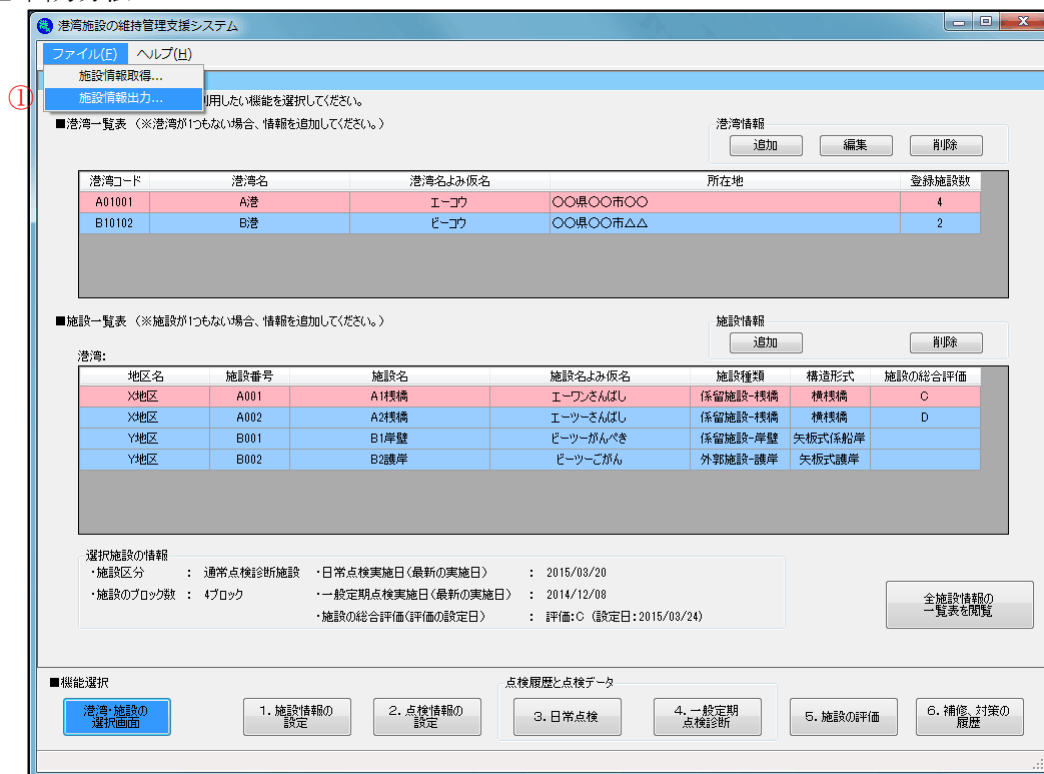 港湾施設の維持管理支援システム
ファイル(F) ヘルプ(H)
施設情報取得...
① 施設情報出力...
利用したい機能を選択してください。
■港湾一覧表 (※港湾が1つもない場合、情報を追加してください。)
港湾情報
追加 編集 削除
港湾コード 港湾名 港湾名よみ仮名 所在地 登録施設数
A01001 A港 エーコウ 〇〇県〇〇市〇〇 4
B10102 B港 ビーコウ 〇〇県〇〇市△△ 2
■施設一覧表 (※施設が1つもない場合、情報を追加してください。)
施設情報
追加 削除
港湾:
地区名 施設番号 施設名 施設名よみ仮名 施設種類 構造形式 施設の総合評価
X地区 A001 A1桟橋 エーワンさんばし 係留施設-桟橋 横桟橋 C
X地区 A002 A2桟橋 エーツーさんばし 係留施設-桟橋 横桟橋 D
Y地区 B001 B1岸壁 ビーツーがんぺき 係留施設-岸壁 矢板式係船岸
Y地区 B002 B2護岸 ビーツーごがん 外郭施設-護岸 矢板式護岸
選択施設の情報
・施設区分 : 通常点検診断施設 ・日常点検実施日(最新の実施日) : 2015/03/20
・施設のブロック数 : 4ブロック ・一般定期点検実施日(最新の実施日) : 2014/12/08
・施設の総合評価(評価の設定日) : 評価:C (設定日:2015/03/24)
全施設情報の
一覧表を閲覧
■機能選択
点検履歴と点検データ
港湾・施設の
選択画面
1. 施設情報の
設定
2. 点検情報の
設定
3. 日常点検
4. 一般定期
点検診断
5. 施設の評価
6. 補修、対策の
履歴